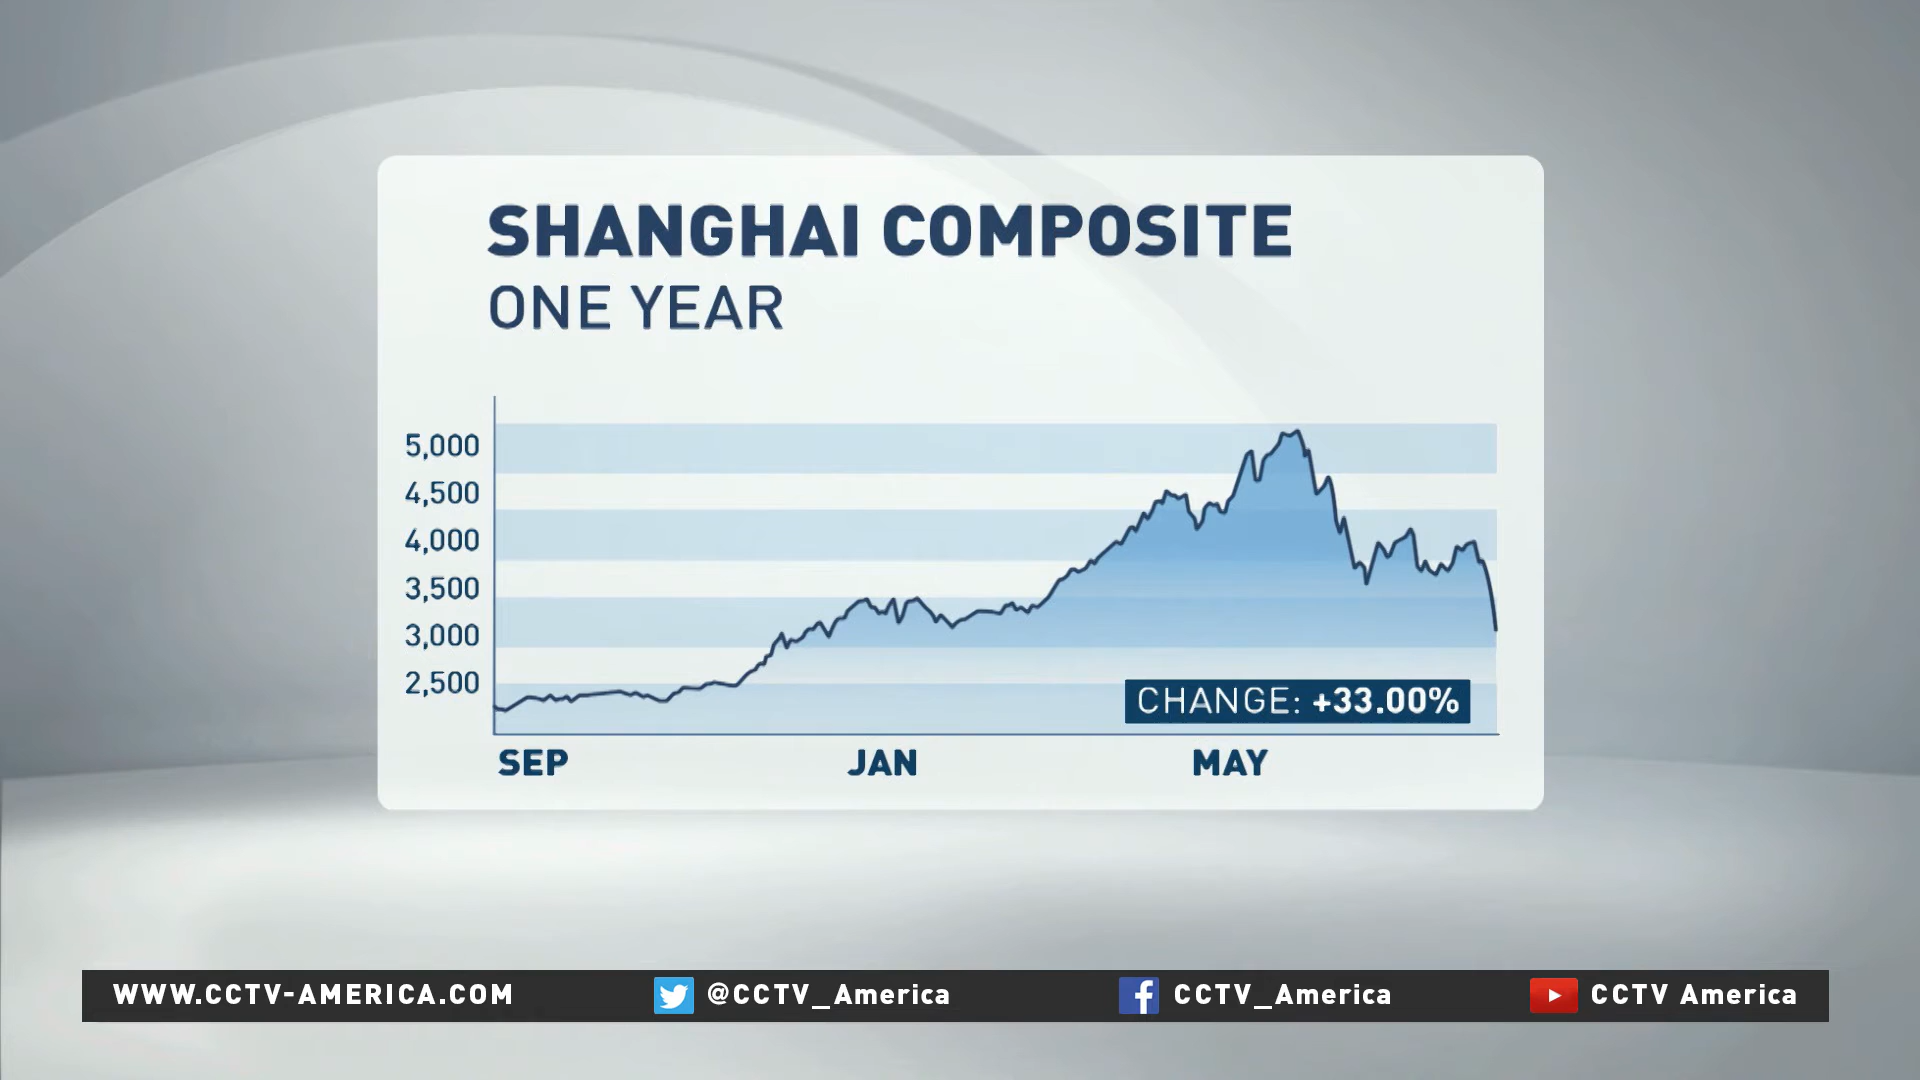 SHANGHAI COMPOSITE
ONE YEAR
5,000
4,500
4,000
3,500
3,000
2,500
CHANGE: +33.00%
SEP JAN MAY
WWW.CCTV-AMERICA.COM @CCTV_America CCTV_America CCTV America